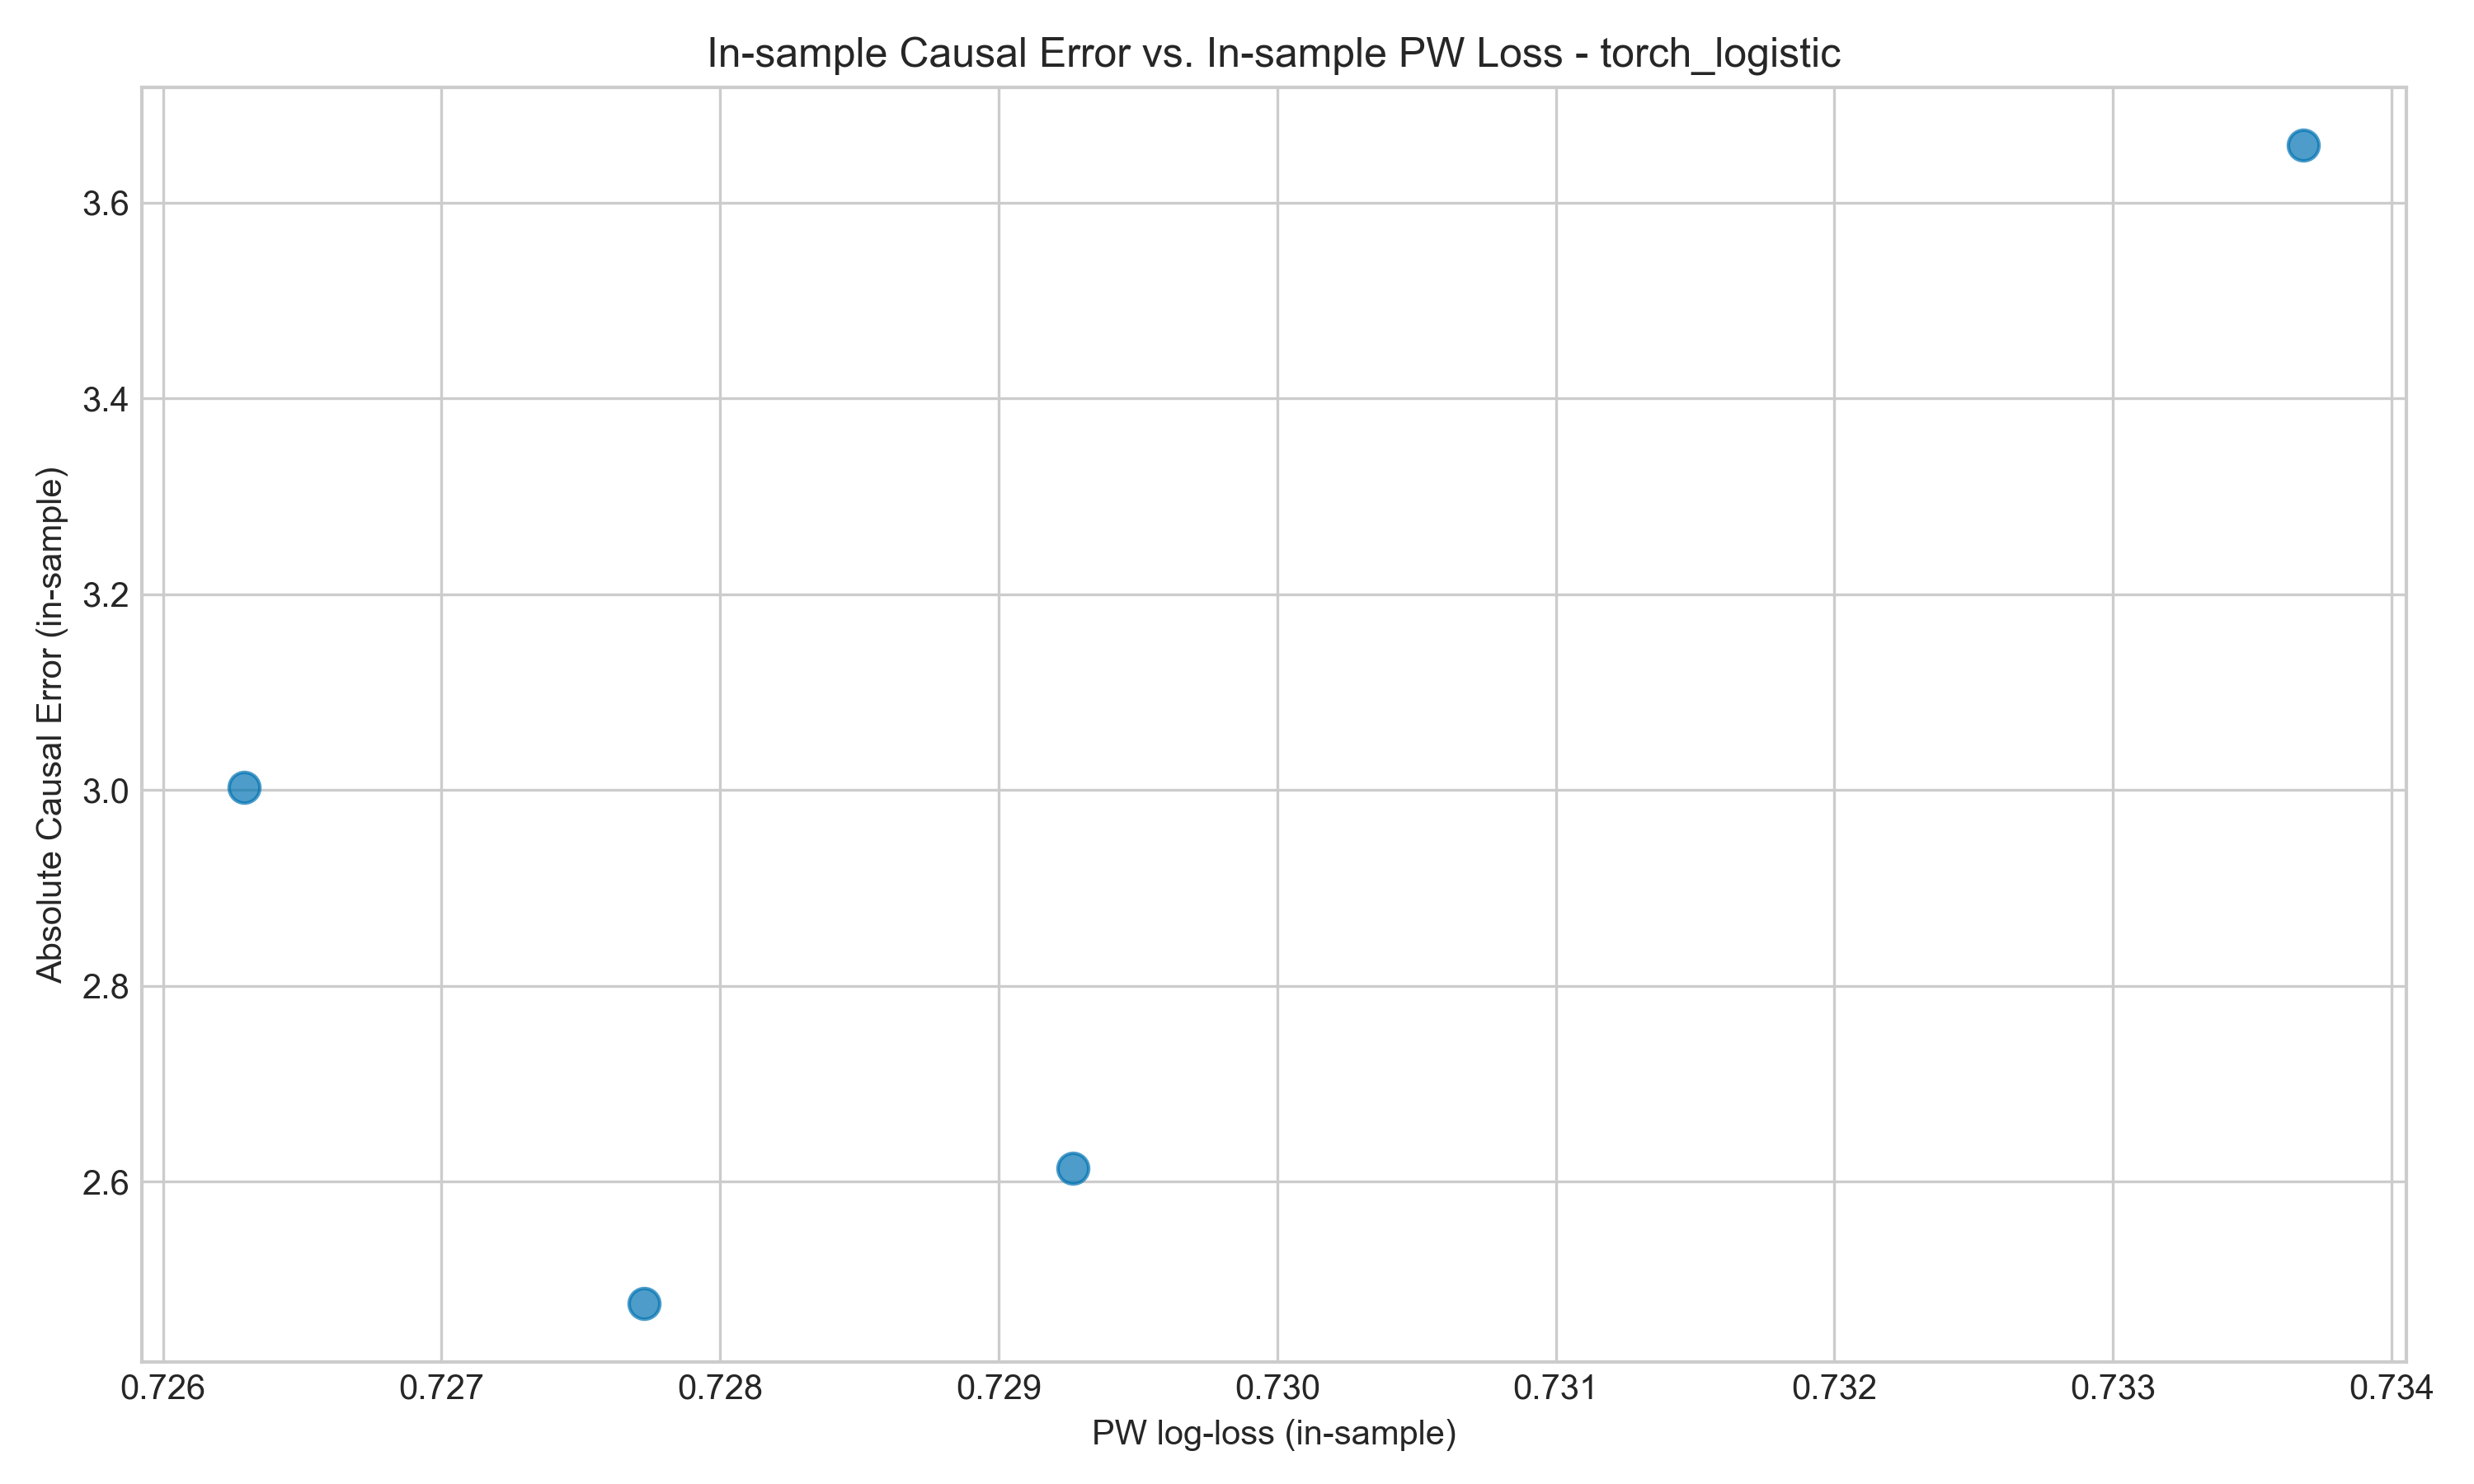 In-sample Causal Error vs. In-sample PW Loss - torch_logistic
Absolute Causal Error (in-sample)
3.6
3.4
3.2
3.0
2.8
2.6
0.726 0.727 0.728 0.729 0.730 0.731 0.732 0.733 0.734
PW log-loss (in-sample)